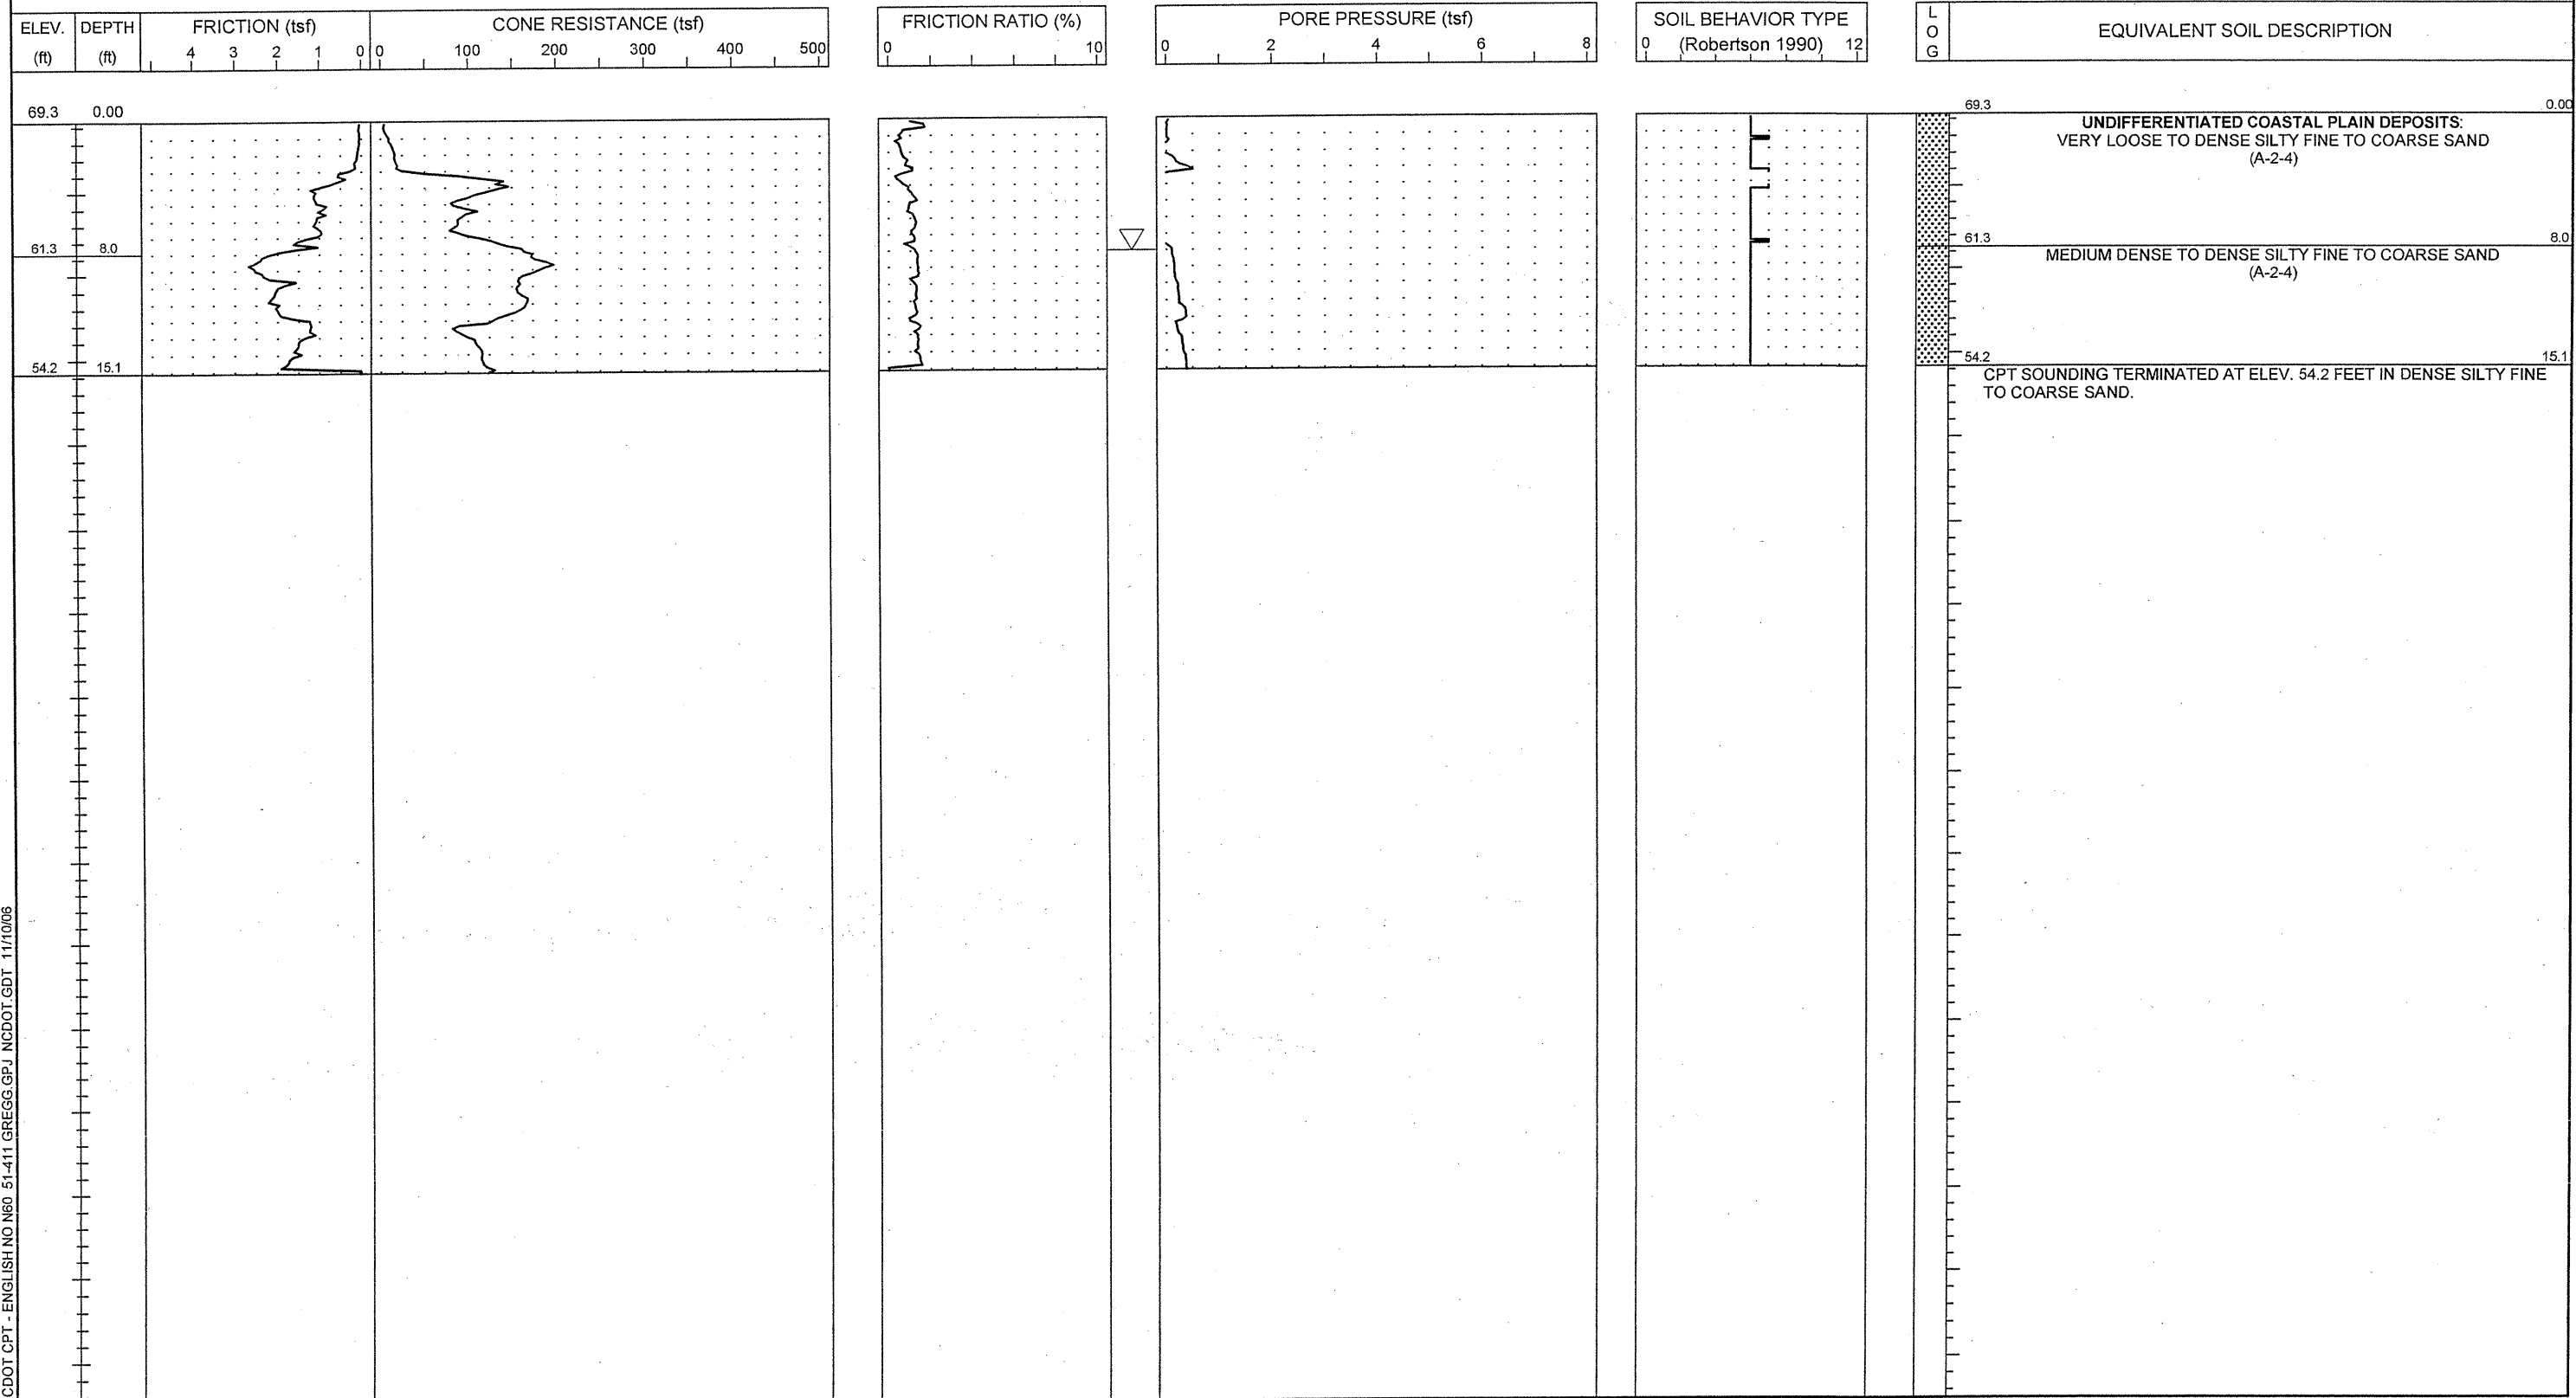 ELEV.
(ft)
DEPTH
(ft)
FRICTION (tsf)
4 3 2 1 0
CONE RESISTANCE (tsf)
0 100 200 300 400 500
FRICTION RATIO (%)
0 10
PORE PRESSURE (tsf)
0 2 4 6 8
SOIL BEHAVIOR TYPE
(Robertson 1990)
0 12
L
O
G
EQUIVALENT SOIL DESCRIPTION
69.3 0.00
69.3 0.00
UNDIFFERENTIATED COASTAL PLAIN DEPOSITS:
VERY LOOSE TO DENSE SILTY FINE TO COARSE SAND
(A-2-4)
61.3 8.0
61.3 8.0
MEDIUM DENSE TO DENSE SILTY FINE TO COARSE SAND
(A-2-4)
54.2 15.1
54.2 15.1
CPT SOUNDING TERMINATED AT ELEV. 54.2 FEET IN DENSE SILTY FINE
TO COARSE SAND.
CDOT CPT - ENGLISH NO N60 51-411 GREGG.GPJ NCDOT.GDT 11/10/06